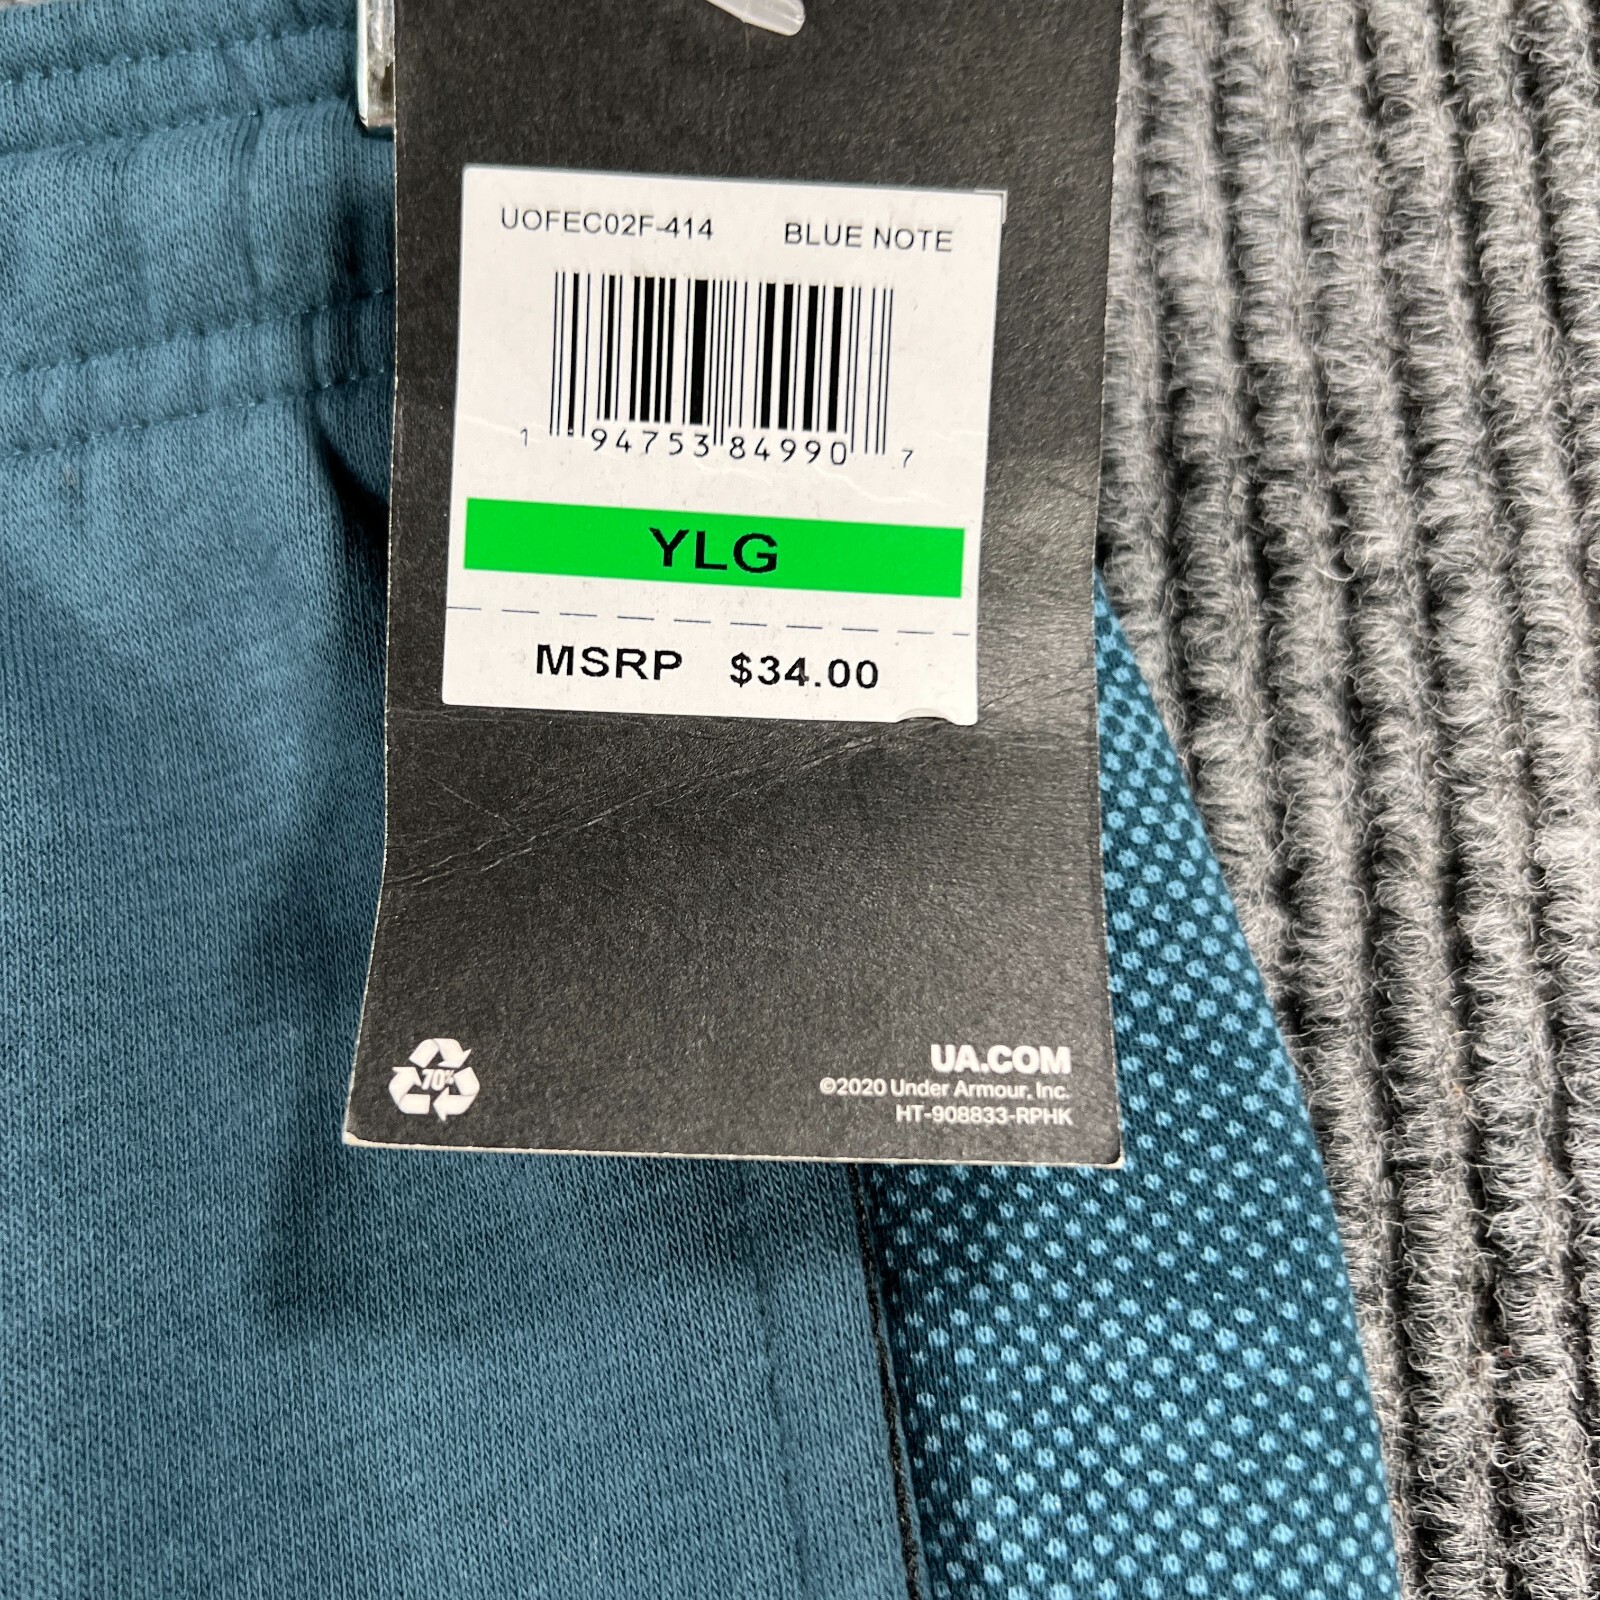 UOFEC02F-414 BLUE NOTE
1 94753 84990 7
YLG
MSRP $34.00
70%
UA.COM
©2020 Under Armour, Inc.
HT-908833-RPHK